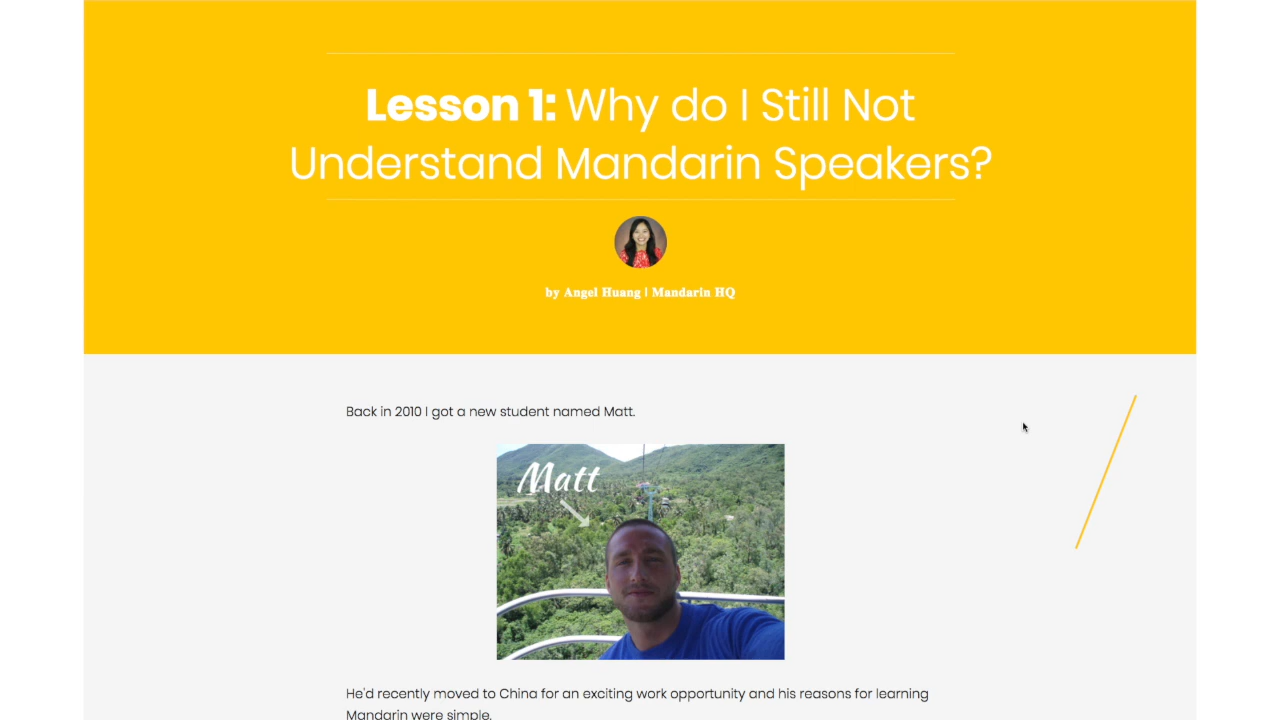 Lesson 1: Why do I Still Not
Understand Mandarin Speakers?
by Angel Huang | Mandarin HQ
Back in 2010 I got a new student named Matt.
Matt
He'd recently moved to China for an exciting work opportunity and his reasons for learning
Mandarin were simple.